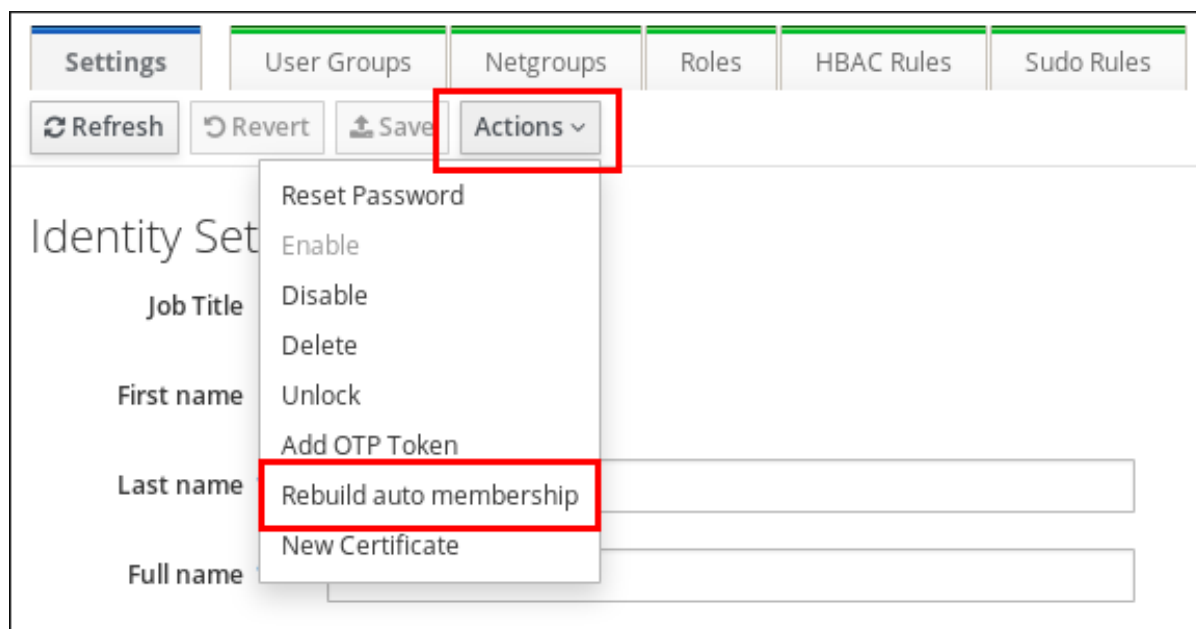 Settings User Groups Netgroups Roles HBAC Rules Sudo Rules
Refresh Revert Save Actions
Reset Password
Identity Set
Enable
Job Title Disable
Delete
First name Unlock
Add OTP Token
Last name Rebuild auto membership
New Certificate
Full name